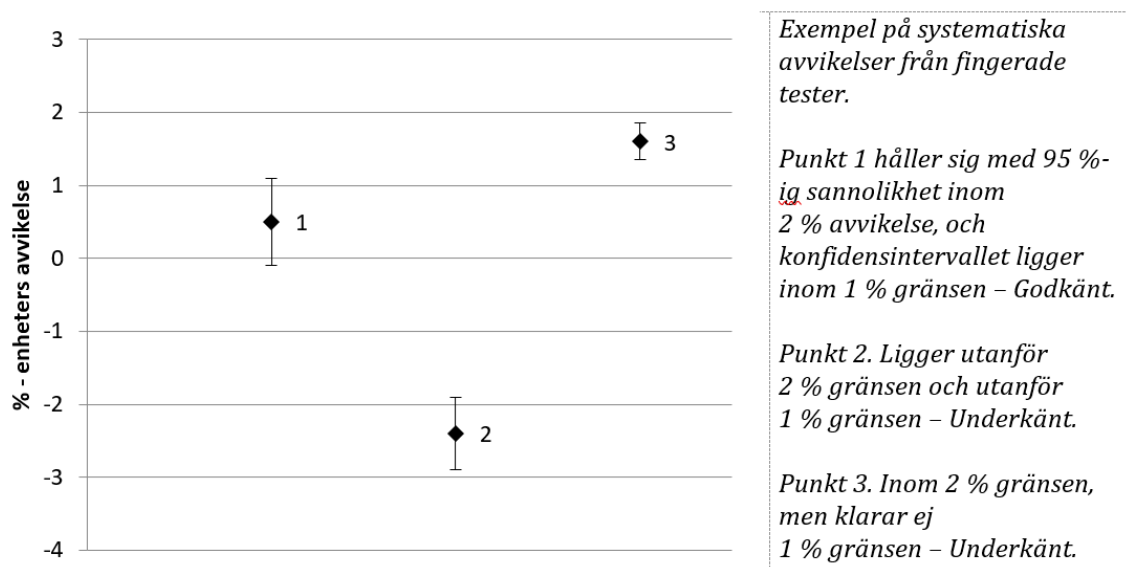 3
2
1
0
-1
-2
-3
-4
% - enheters avvikelse
1
2
3
Exempel på systematiska
avvikelser från fingerade
tester.
Punkt 1 håller sig med 95 %-
ig sannolikhet inom
2 % avvikelse, och
konfidensintervallet ligger
inom 1 % gränsen – Godkänt.
Punkt 2. Ligger utanför
2 % gränsen och utanför
1 % gränsen – Underkänt.
Punkt 3. Inom 2 % gränsen,
men klarar ej
1 % gränsen – Underkänt.